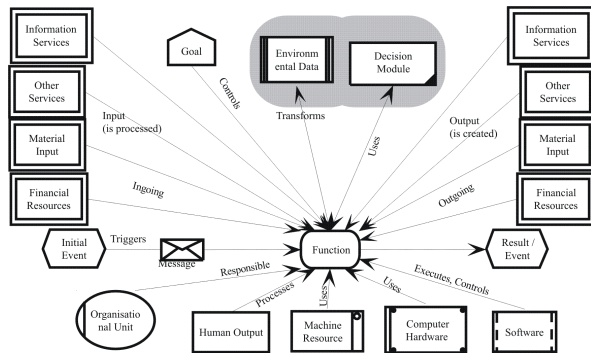 Information
Services
Other
Services
Material
Input
Financial
Resources
Goal
Environm
ental Data
Decision
Module
Information
Services
Other
Services
Material
Input
Financial
Resources
Controls
Transforms
Uses
Input
(is processed)
Output
(is created)
Ingoing
Outgoing
Initial
Event
Triggers
Message
Function
Result /
Event
Responsible
Processes
Uses
Uses
Executes, Controls
Organisatio
nal Unit
Human Output
Machine
Resource
Computer
Hardware
Software